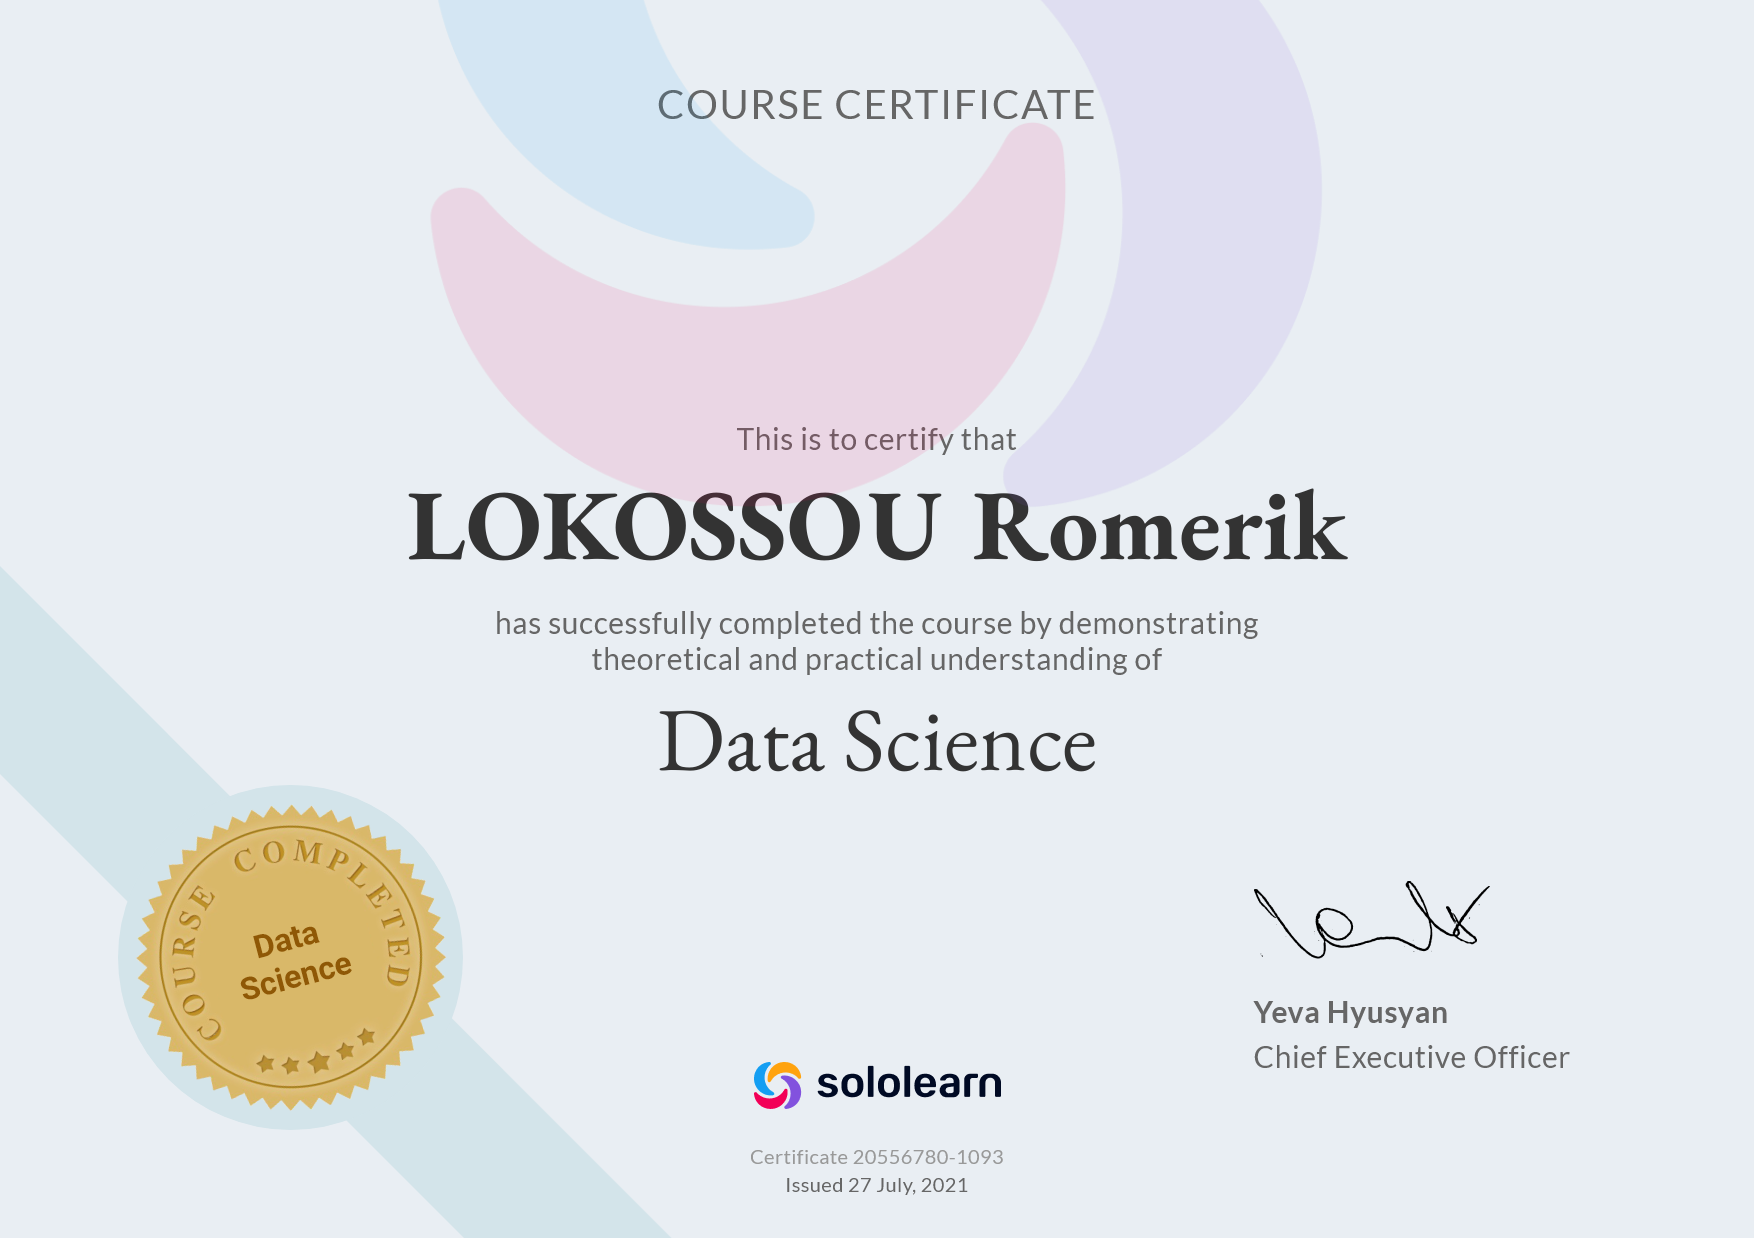 COURSE CERTIFICATE
This is to certify that
LOKOSSOU Romerik
has successfully completed the course by demonstrating
theoretical and practical understanding of
Data Science
COURSE COMPLETED
Data
Science
Yeva Hyusyan
Chief Executive Officer
sololearn
Certificate 20556780-1093
Issued 27 July, 2021